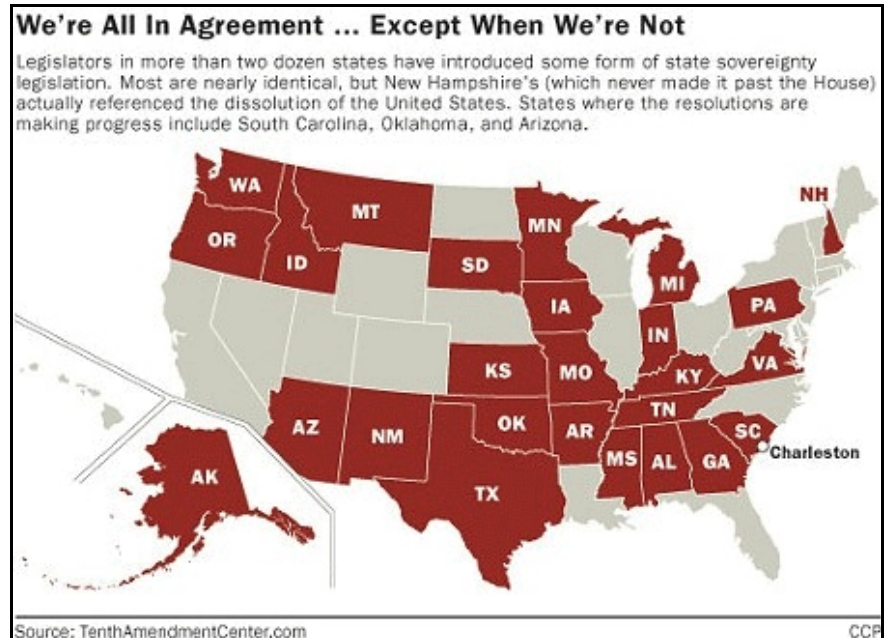 We're All In Agreement ... Except When We're Not
Legislators in more than two dozen states have introduced some form of state sovereignty
legislation. Most are nearly identical, but New Hampshire's (which never made it past the House)
actually referenced the dissolution of the United States. States where the resolutions are
making progress include South Carolina, Oklahoma, and Arizona.
WA
MT
NH
OR
ID
MN
SD
MI
IA
PA
IN
KS
MO
KY
VA
TN
AZ
NM
OK
AR
SC
Charleston
MS
AL
GA
AK
TX
Source: TenthAmendmentCenter.com
CCP